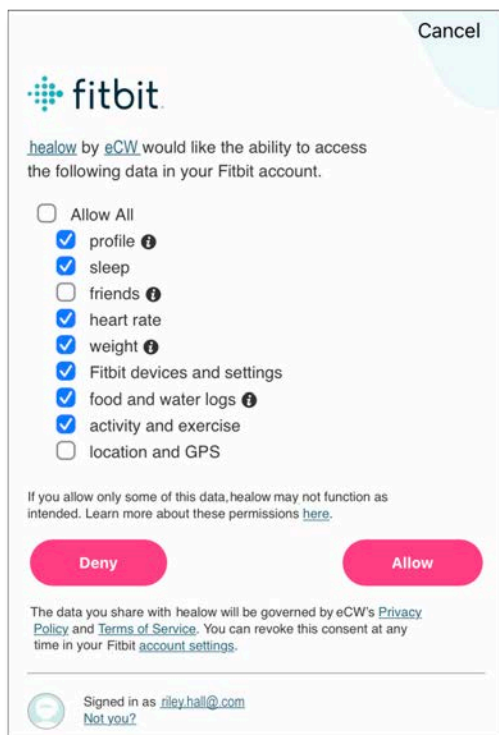 Cancel
fitbit
healow by eCW would like the ability to access
the following data in your Fitbit account.
Allow All
profile
sleep
friends
heart rate
weight
Fitbit devices and settings
food and water logs
activity and exercise
location and GPS
If you allow only some of this data,healow may not function as
intended. Learn more about these permissions here.
Deny
Allow
The data you share with healow will be governed by eCW's Privacy
Policy and Terms of Service. You can revoke this consent at any
time in your Fitbit account settings.
Signed in as riley.hall@.com
Not you?